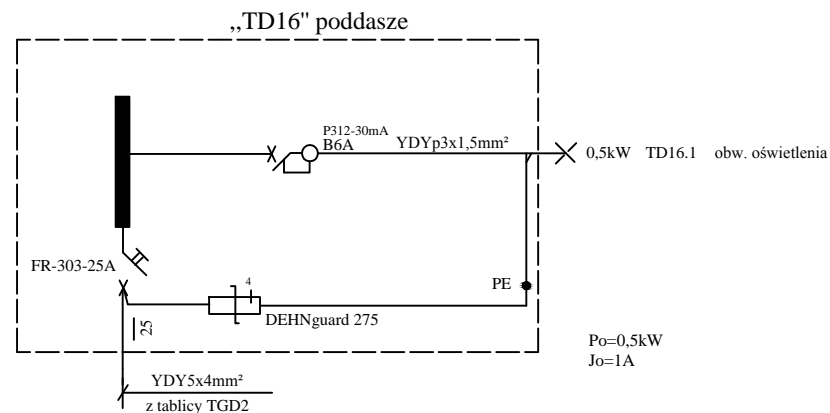 ,,TD16" poddasze
P312-30mA
B6A
YDYp3x1,5mm²
0,5kW TD16.1 obw. oświetlenia
FR-303-25A
4
PE
DEHNguard 275
25
Po=0,5kW
Jo=1A
YDY5x4mm²
z tablicy TGD2